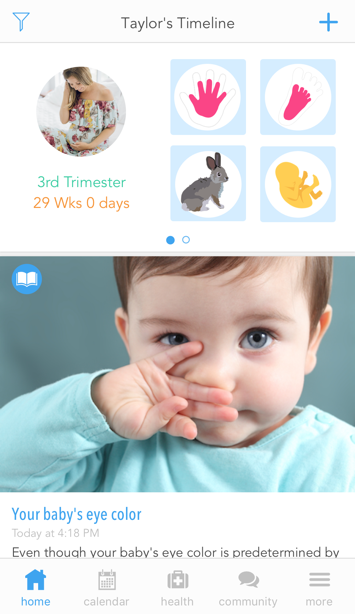 Taylor's Timeline
3rd Trimester
29 Wks 0 days
Your baby's eye color
Today at 4:18 PM
Even though your baby's eye color is predetermined by
home
calendar
health
community
more